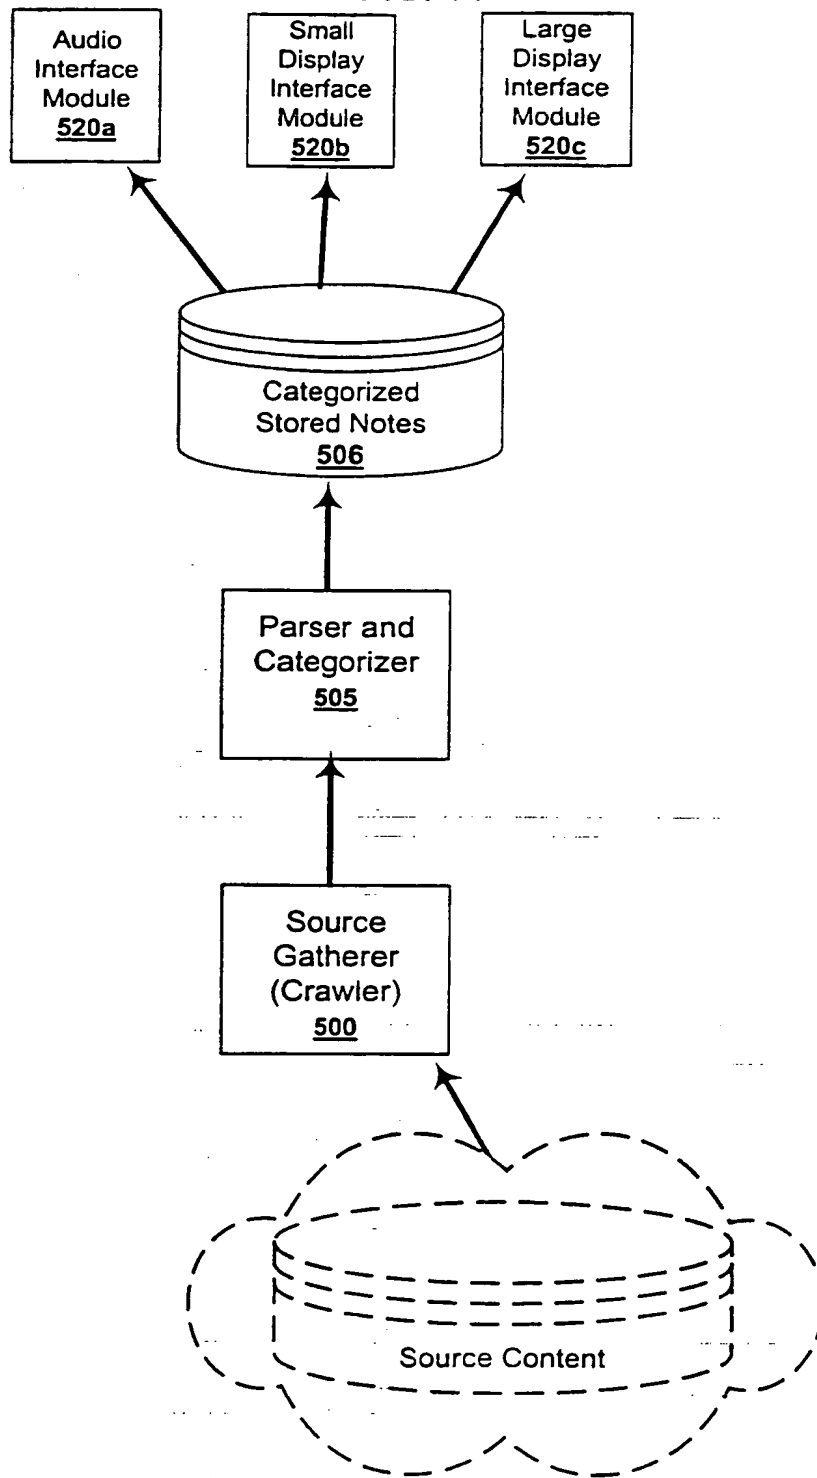 Audio
Interface
Module
520a
Small
Display
Interface
Module
520b
Large
Display
Interface
Module
520c
Categorized
Stored Notes
506
Parser and
Categorizer
505
Source
Gatherer
(Crawler)
500
Source Content